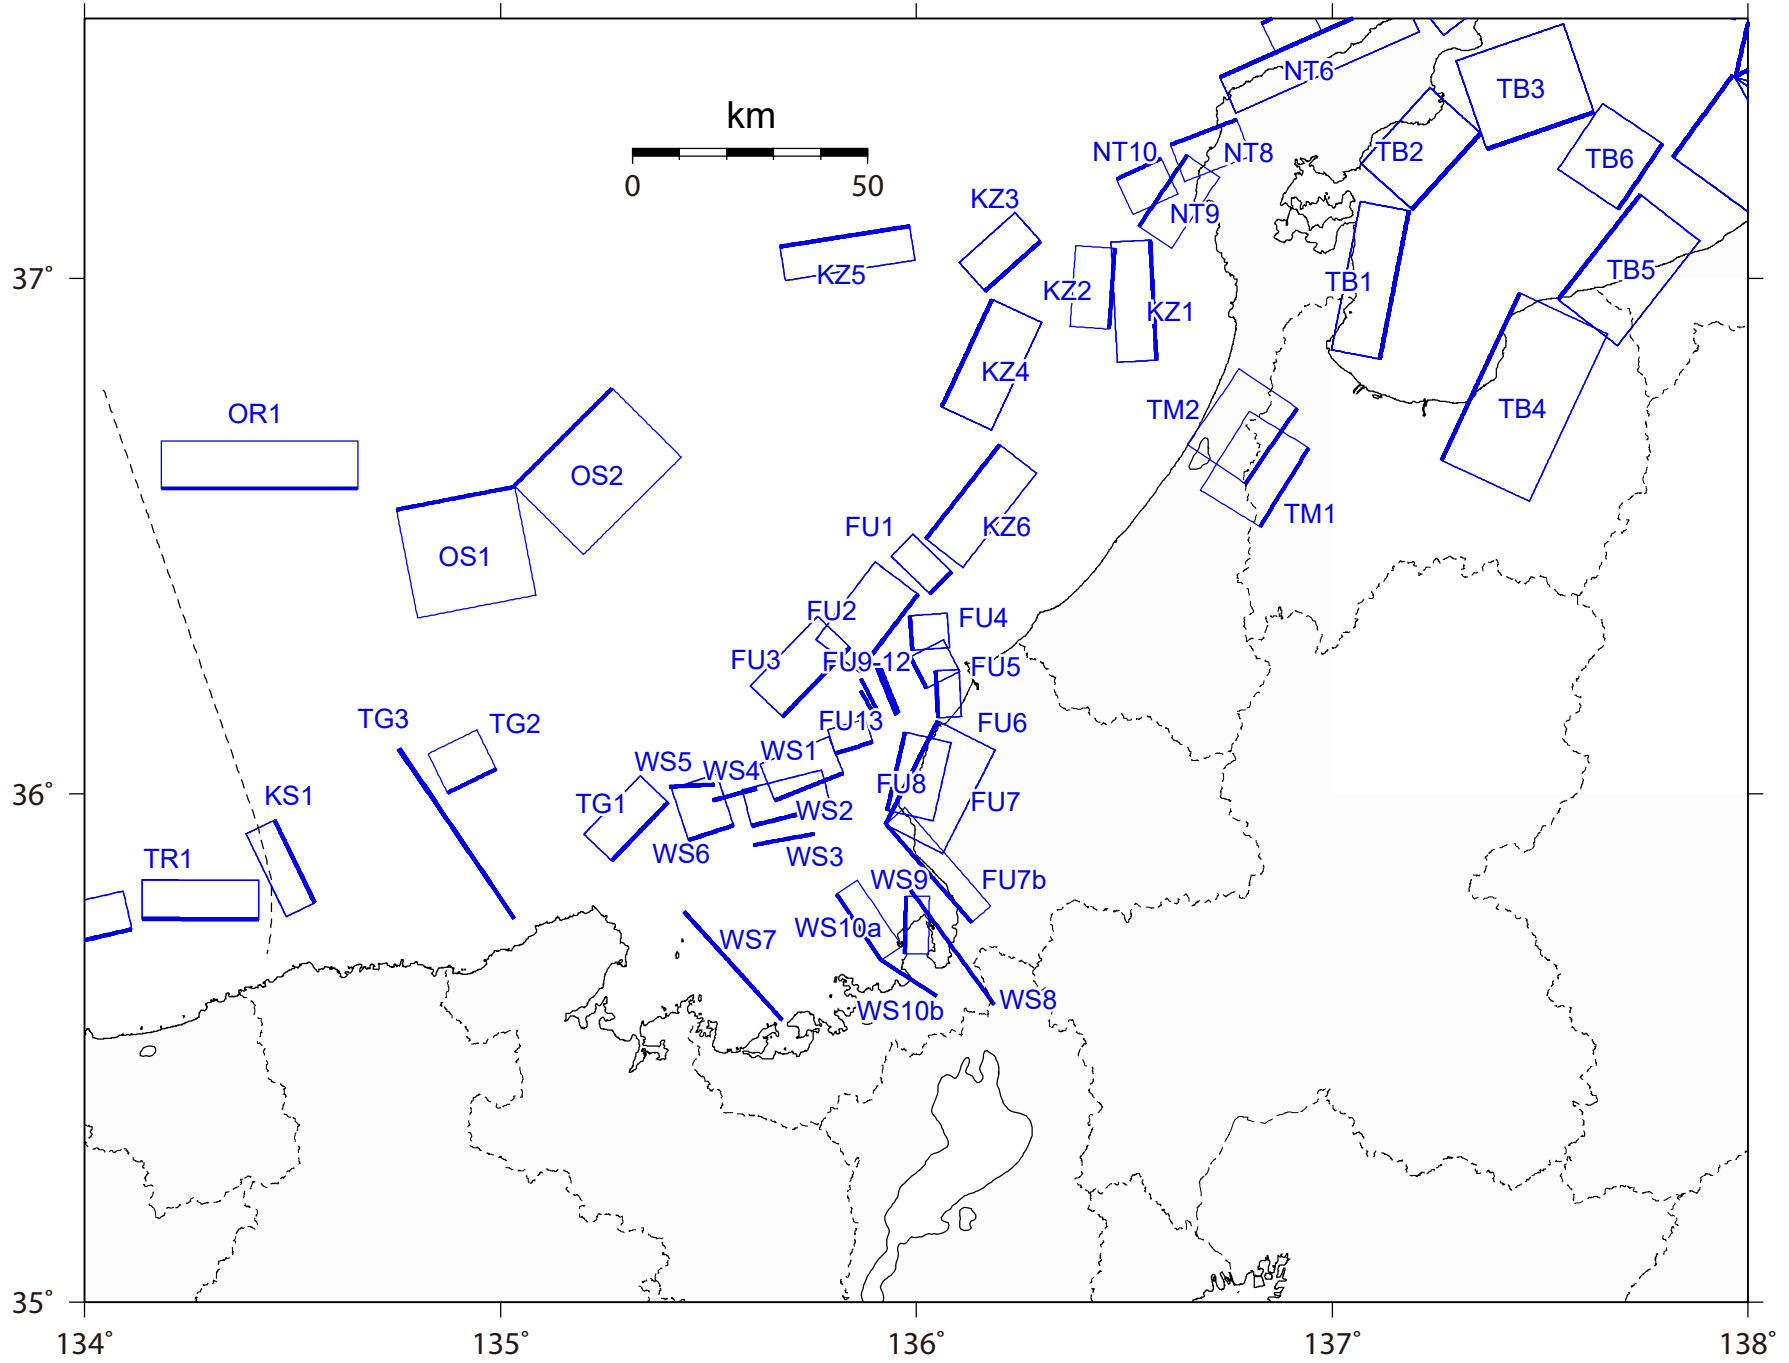 NT6
TB3
km
NT10
NT8
TB2
TB6
0
50
KZ3
NT9
KZ5
KZ2
KZ1
TB1
TB5
37°
KZ4
TM2
TB4
OR1
OS2
OS1
FU1
KZ6
TM1
FU2
FU4
FU3
FU9-12
FU5
TG3
TG2
FU13
FU6
WS1
WS5
WS4
FU8
36°
KS1
TG1
WS2
FU7
WS6
WS3
TR1
WS9
FU7b
WS10a
WS7
WS10b
WS8
35°
134°
135°
136°
137°
138°